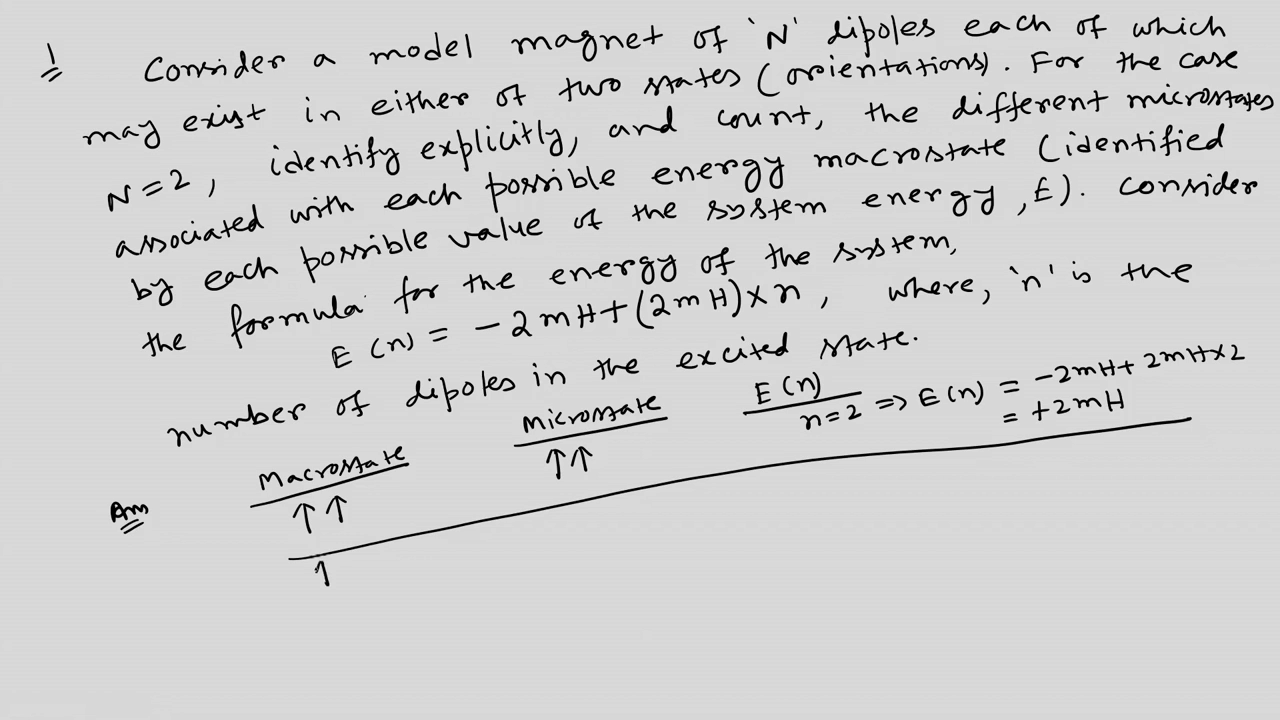 1 Consider a model magnet of 'N' dipoles each of which
may exist in either of two states (orientations). For the case
N=2, identify explicitly, and count, the different microstates
associated with each possible energy macrostate (identified
by each possible value of the system energy, E). Consider
the formula for the energy of the system,
E(n) = -2mH+(2mH)×n, where, 'n' is the
number of dipoles in the excited state.
Ans Macrostate Microstate E(n)
↑↑ ↑↑ n=2 => E(n) = -2mH+2mH×2
= +2mH
↑